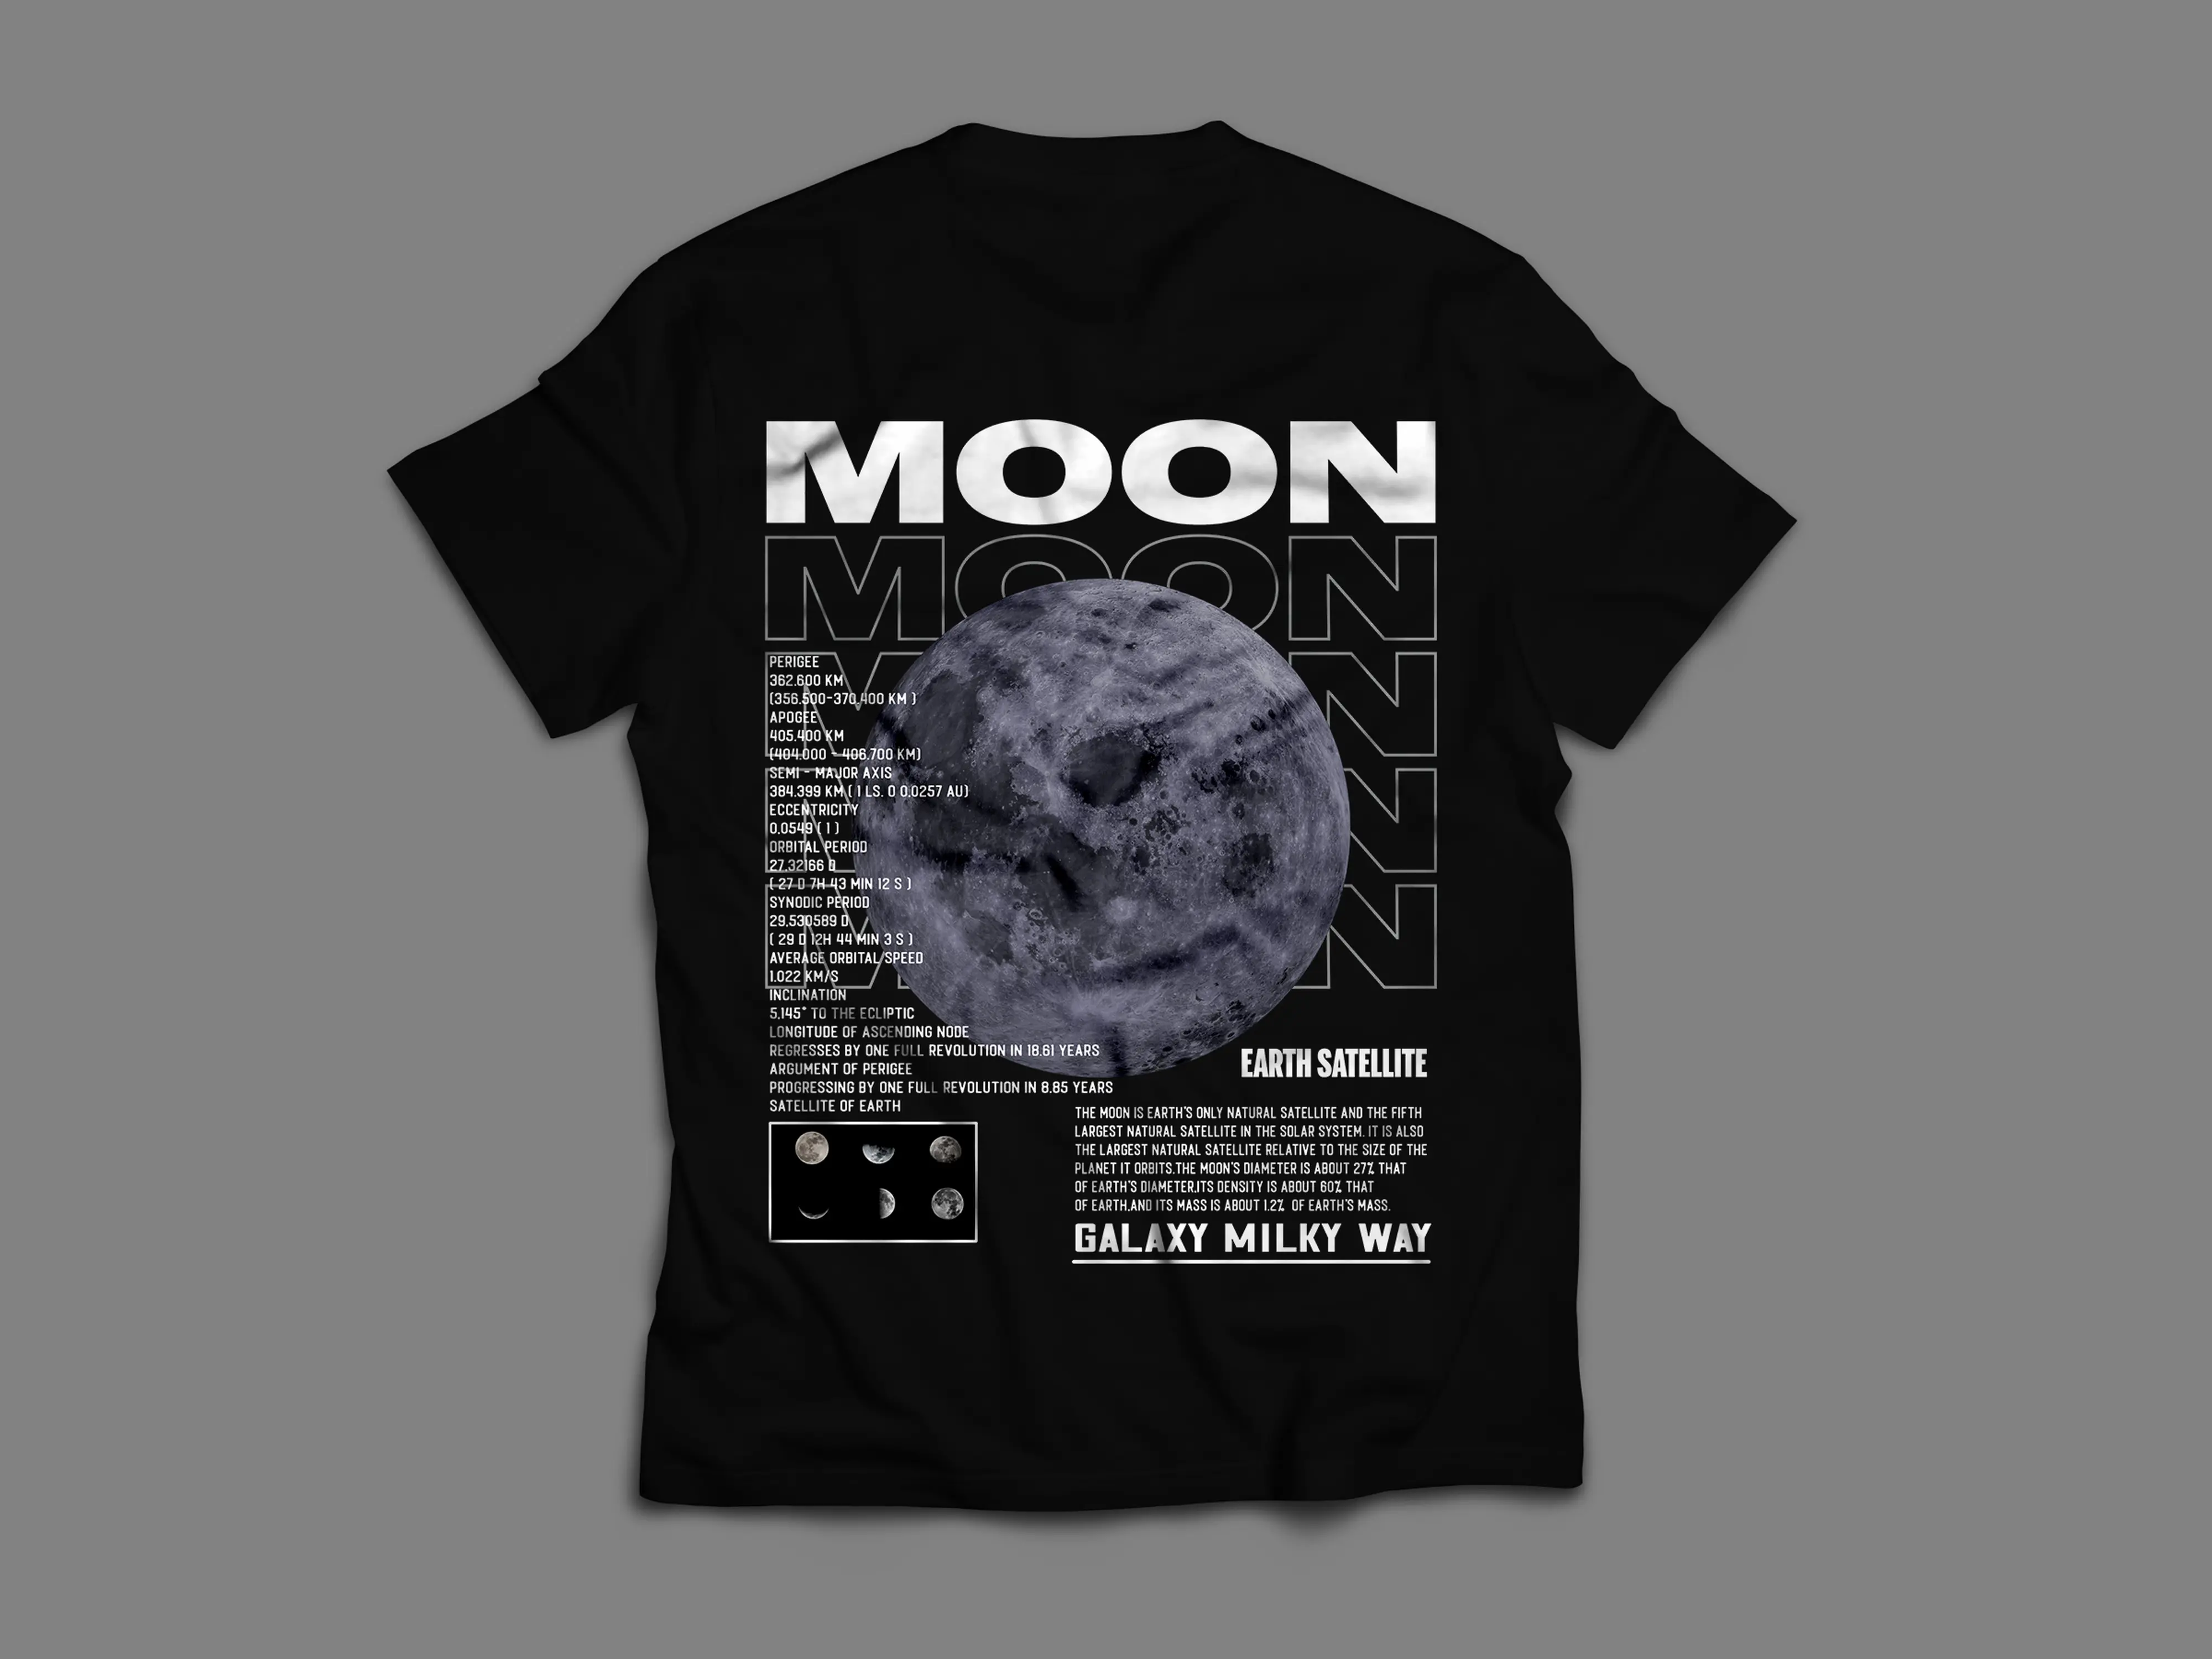 MOON
MOON
M N
M N
M N
PERIGEE
362.600 KM
(356.500-370.400 KM )
APOGEE
405.400 KM
(404.000 - 406.700 KM)
SEMI - MAJOR AXIS
384.399 KM ( 1 LS. 0 0.0257 AU)
ECCENTRICITY
0.0549 ( 1 )
ORBITAL PERIOD
27.32166 D
( 27 D 7H 43 MIN 12 S )
SYNODIC PERIOD
29,530589 D
( 29 D 12H 44 MIN 3 S )
AVERAGE ORBITAL SPEED
1.022 KM/S
INCLINATION
5,145° TO THE ECLIPTIC
LONGITUDE OF ASCENDING NODE
REGRESSES BY ONE FULL REVOLUTION IN 18.61 YEARS
ARGUMENT OF PERIGEE
PROGRESSING BY ONE FULL REVOLUTION IN 8.85 YEARS
SATELLITE OF EARTH
EARTH SATELLITE
THE MOON IS EARTH'S ONLY NATURAL SATELLITE AND THE FIFTH
LARGEST NATURAL SATELLITE IN THE SOLAR SYSTEM. IT IS ALSO
THE LARGEST NATURAL SATELLITE RELATIVE TO THE SIZE OF THE
PLANET IT ORBITS.THE MOON'S DIAMETER IS ABOUT 27% THAT
OF EARTH'S DIAMETER,ITS DENSITY IS ABOUT 60% THAT
OF EARTH,AND ITS MASS IS ABOUT 1.2% OF EARTH'S MASS.
GALAXY MILKY WAY